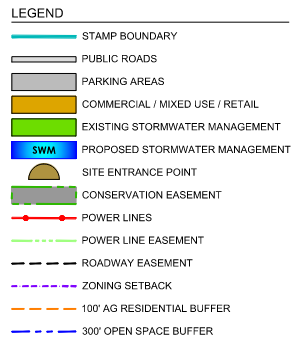 LEGEND
STAMP BOUNDARY
PUBLIC ROADS
PARKING AREAS
COMMERCIAL / MIXED USE / RETAIL
EXISTING STORMWATER MANAGEMENT
SWM PROPOSED STORMWATER MANAGEMENT
SITE ENTRANCE POINT
CONSERVATION EASEMENT
POWER LINES
POWER LINE EASEMENT
ROADWAY EASEMENT
ZONING SETBACK
100' AG RESIDENTIAL BUFFER
300' OPEN SPACE BUFFER